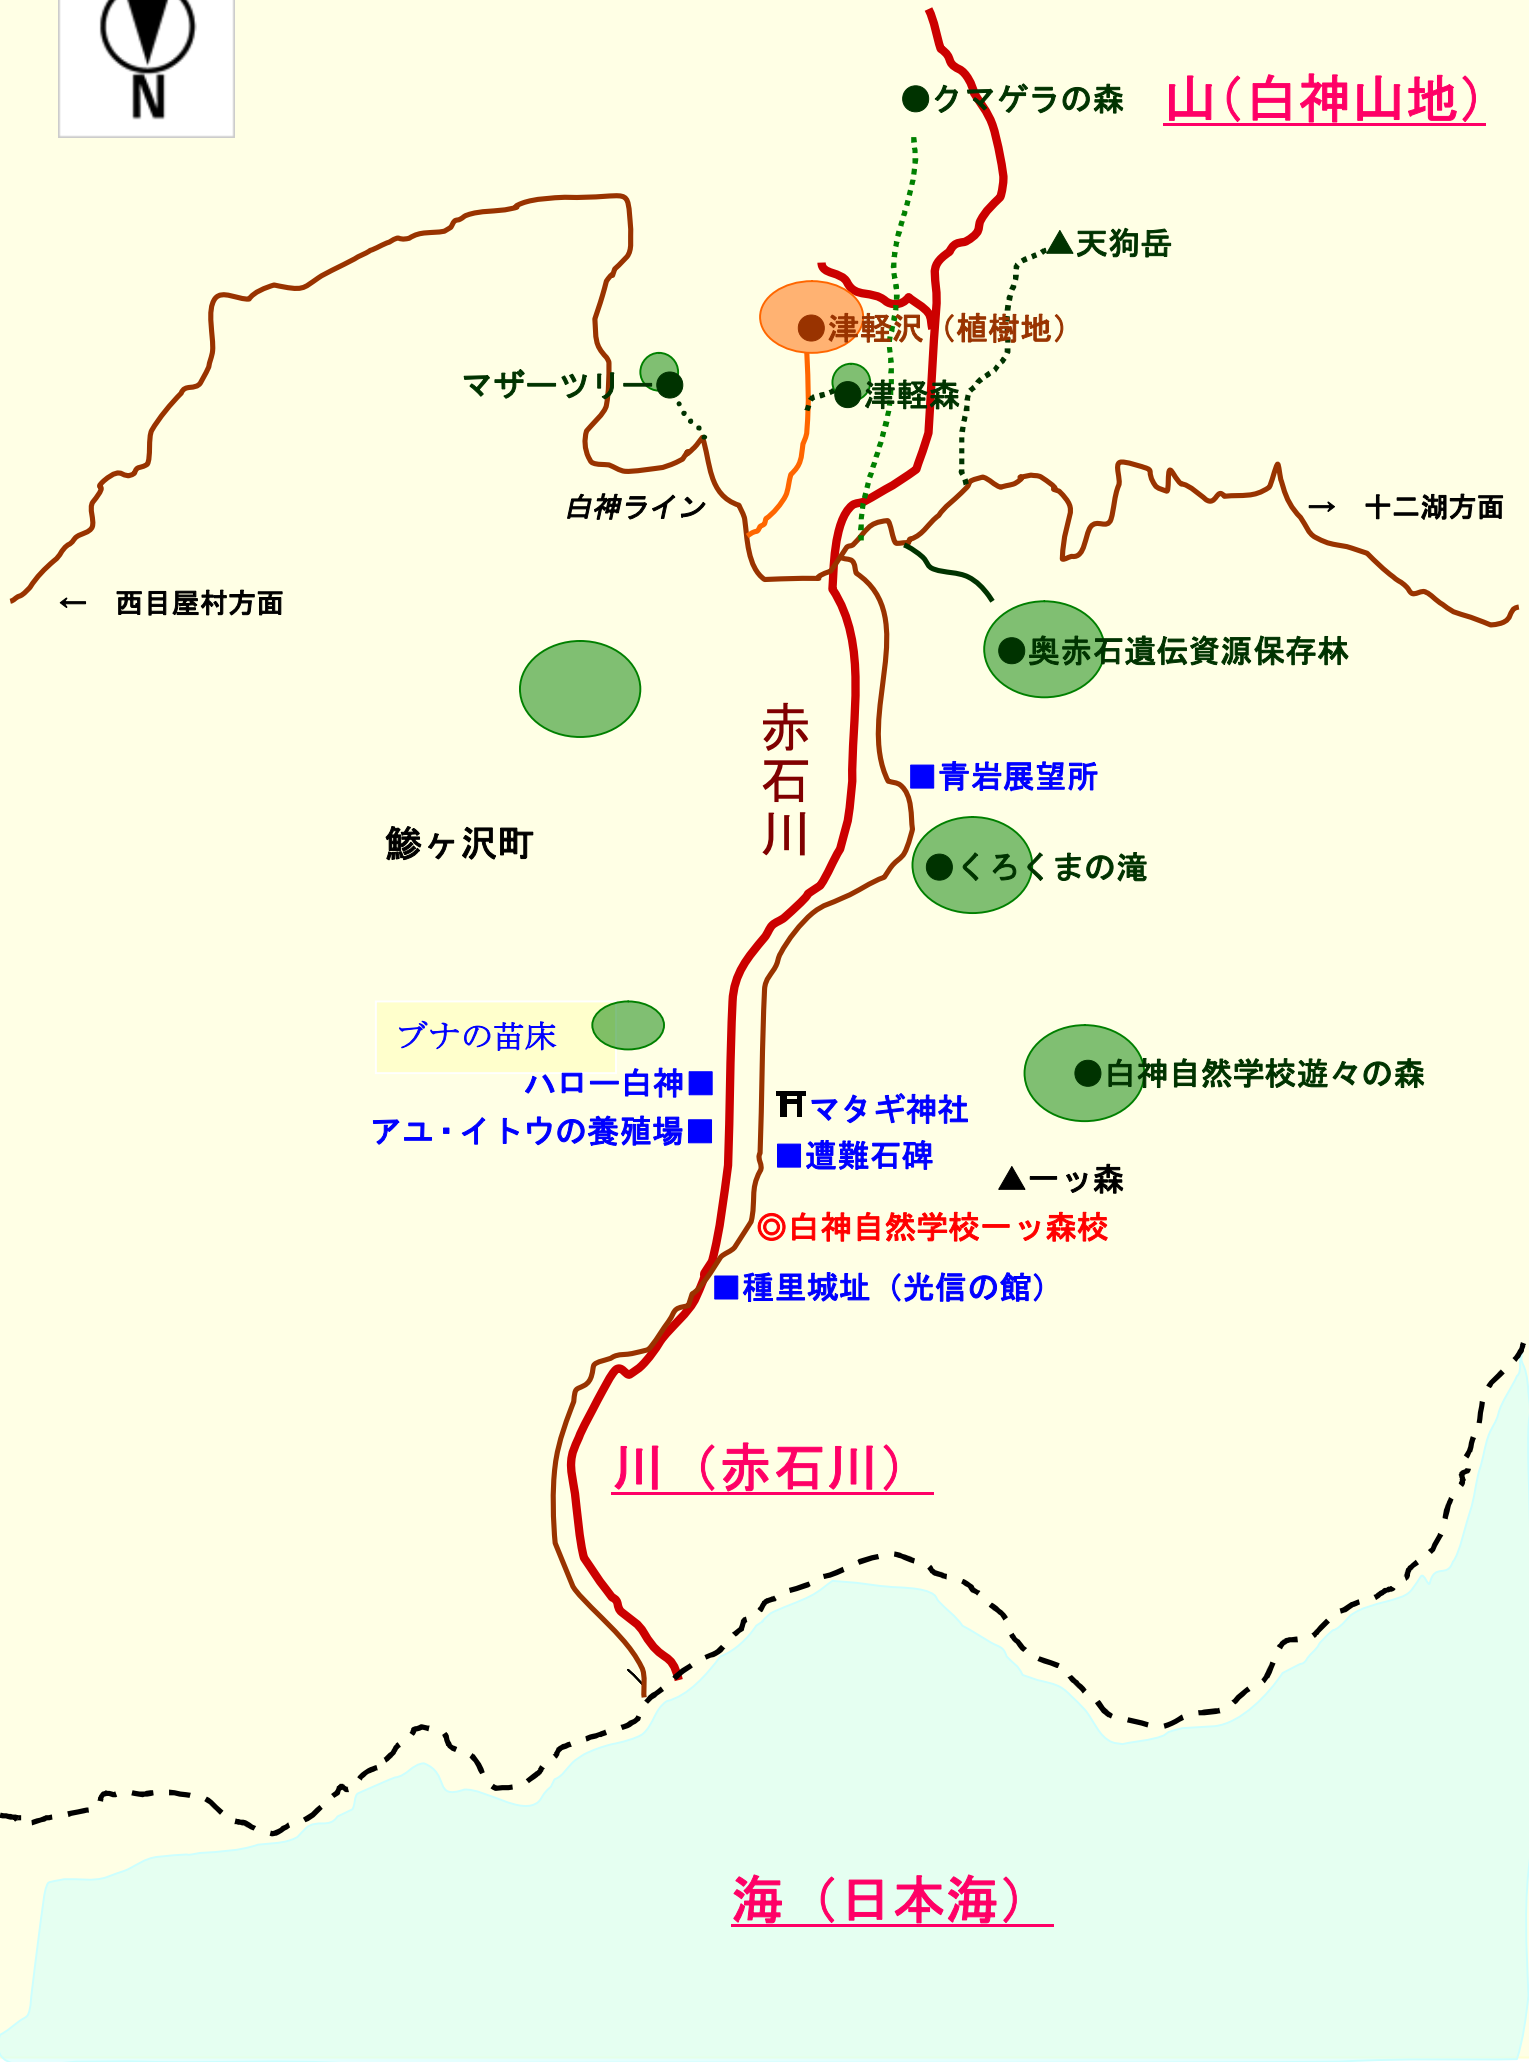 N
●クマゲラの森
山（白神山地）
▲天狗岳
●津軽沢（植樹地）
マザーツリー●
●津軽森
白神ライン
→　十二湖方面
←　西目屋村方面
●奥赤石遺伝資源保存林
赤石川
■青岩展望所
鯵ヶ沢町
●くろくまの滝
ブナの苗床
ハロー白神■
●白神自然学校遊々の森
マタギ神社
アユ・イトウの養殖場■
■遭難石碑
▲一ッ森
◎白神自然学校一ッ森校
■種里城址（光信の館）
川（赤石川）
海（日本海）